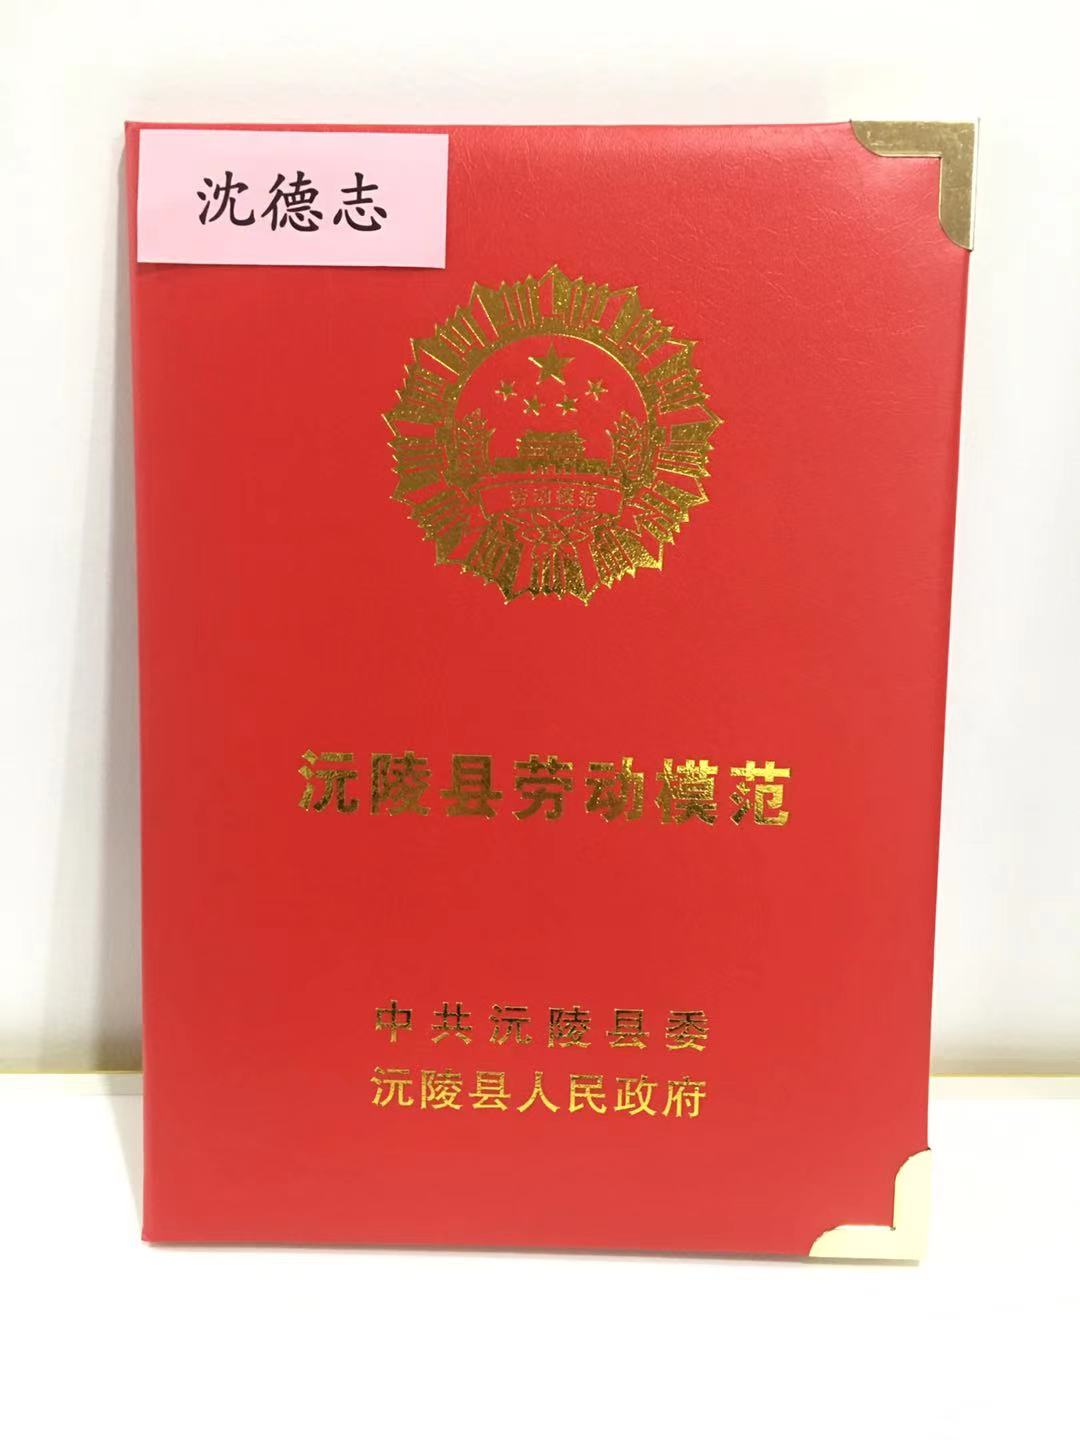 沈德志
劳动模范
沅陵县劳动模范
中共沅陵县委
沅陵县人民政府